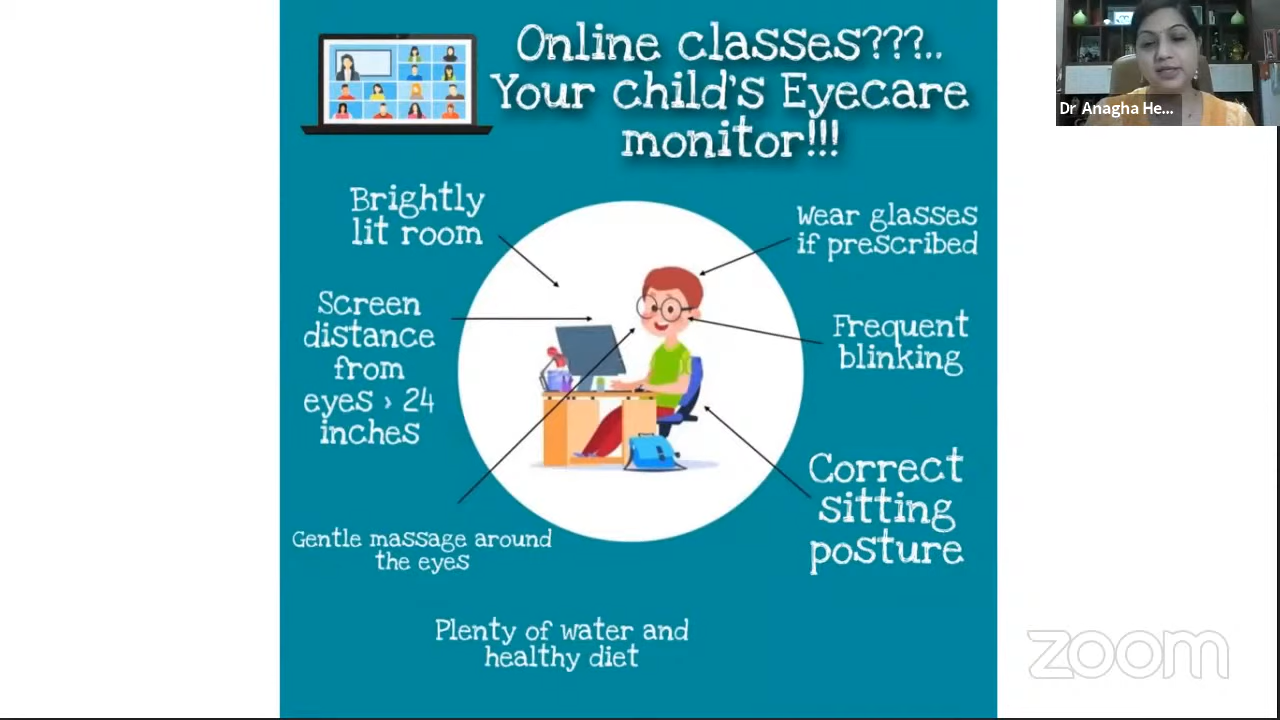 Online classes???..
Your child's Eyecare
monitor!!!
Dr Anagha He...
Brightly
lit room
Wear glasses
if prescribed
Screen
distance
from
eyes > 24
inches
Frequent
blinking
Correct
sitting
posture
Gentle massage around
the eyes
Plenty of water and
healthy diet
zoom